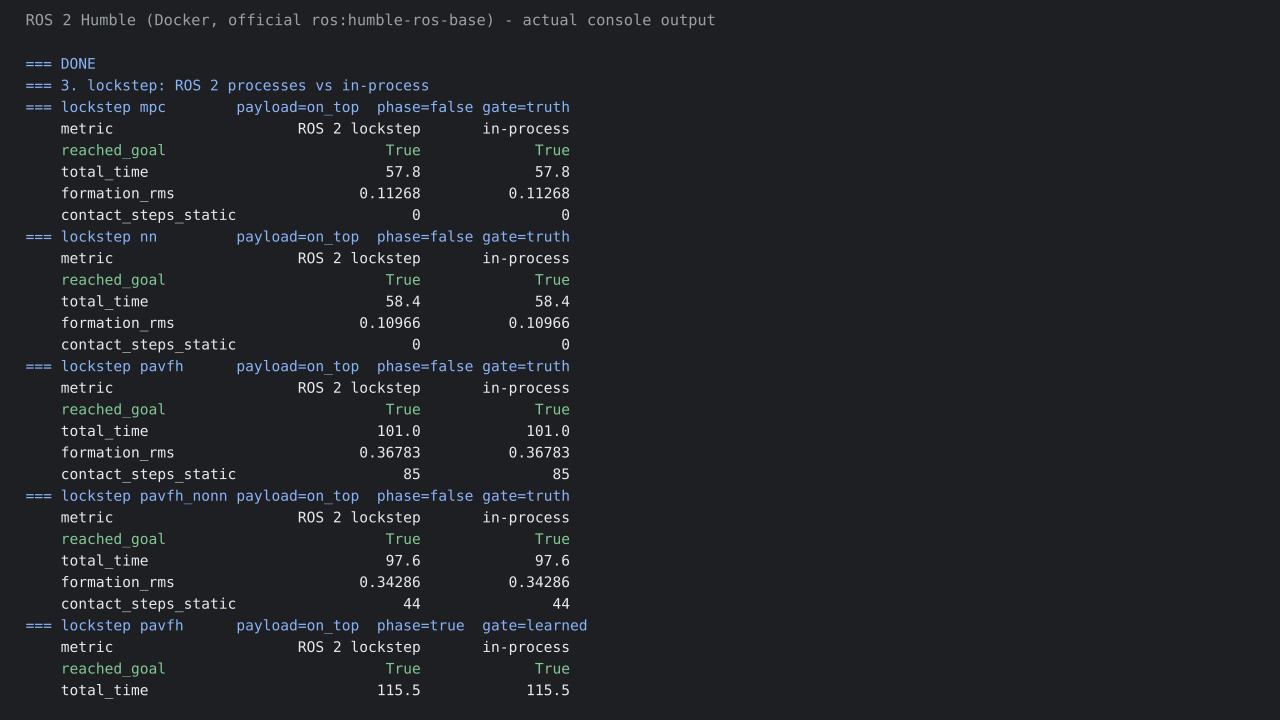 ROS 2 Humble (Docker, official ros:humble-ros-base) - actual console output
=== DONE
=== 3. lockstep: ROS 2 processes vs in-process
=== lockstep mpc        payload=on_top  phase=false gate=truth
    metric                     ROS 2 lockstep       in-process
    reached_goal                         True             True
    total_time                           57.8             57.8
    formation_rms                     0.11268          0.11268
    contact_steps_static                    0                0
=== lockstep nn         payload=on_top  phase=false gate=truth
    metric                     ROS 2 lockstep       in-process
    reached_goal                         True             True
    total_time                           58.4             58.4
    formation_rms                     0.10966          0.10966
    contact_steps_static                    0                0
=== lockstep pavfh      payload=on_top  phase=false gate=truth
    metric                     ROS 2 lockstep       in-process
    reached_goal                         True             True
    total_time                          101.0            101.0
    formation_rms                     0.36783          0.36783
    contact_steps_static                   85               85
=== lockstep pavfh_nonn payload=on_top  phase=false gate=truth
    metric                     ROS 2 lockstep       in-process
    reached_goal                         True             True
    total_time                           97.6             97.6
    formation_rms                     0.34286          0.34286
    contact_steps_static                   44               44
=== lockstep pavfh      payload=on_top  phase=true  gate=learned
    metric                     ROS 2 lockstep       in-process
    reached_goal                         True             True
    total_time                          115.5            115.5